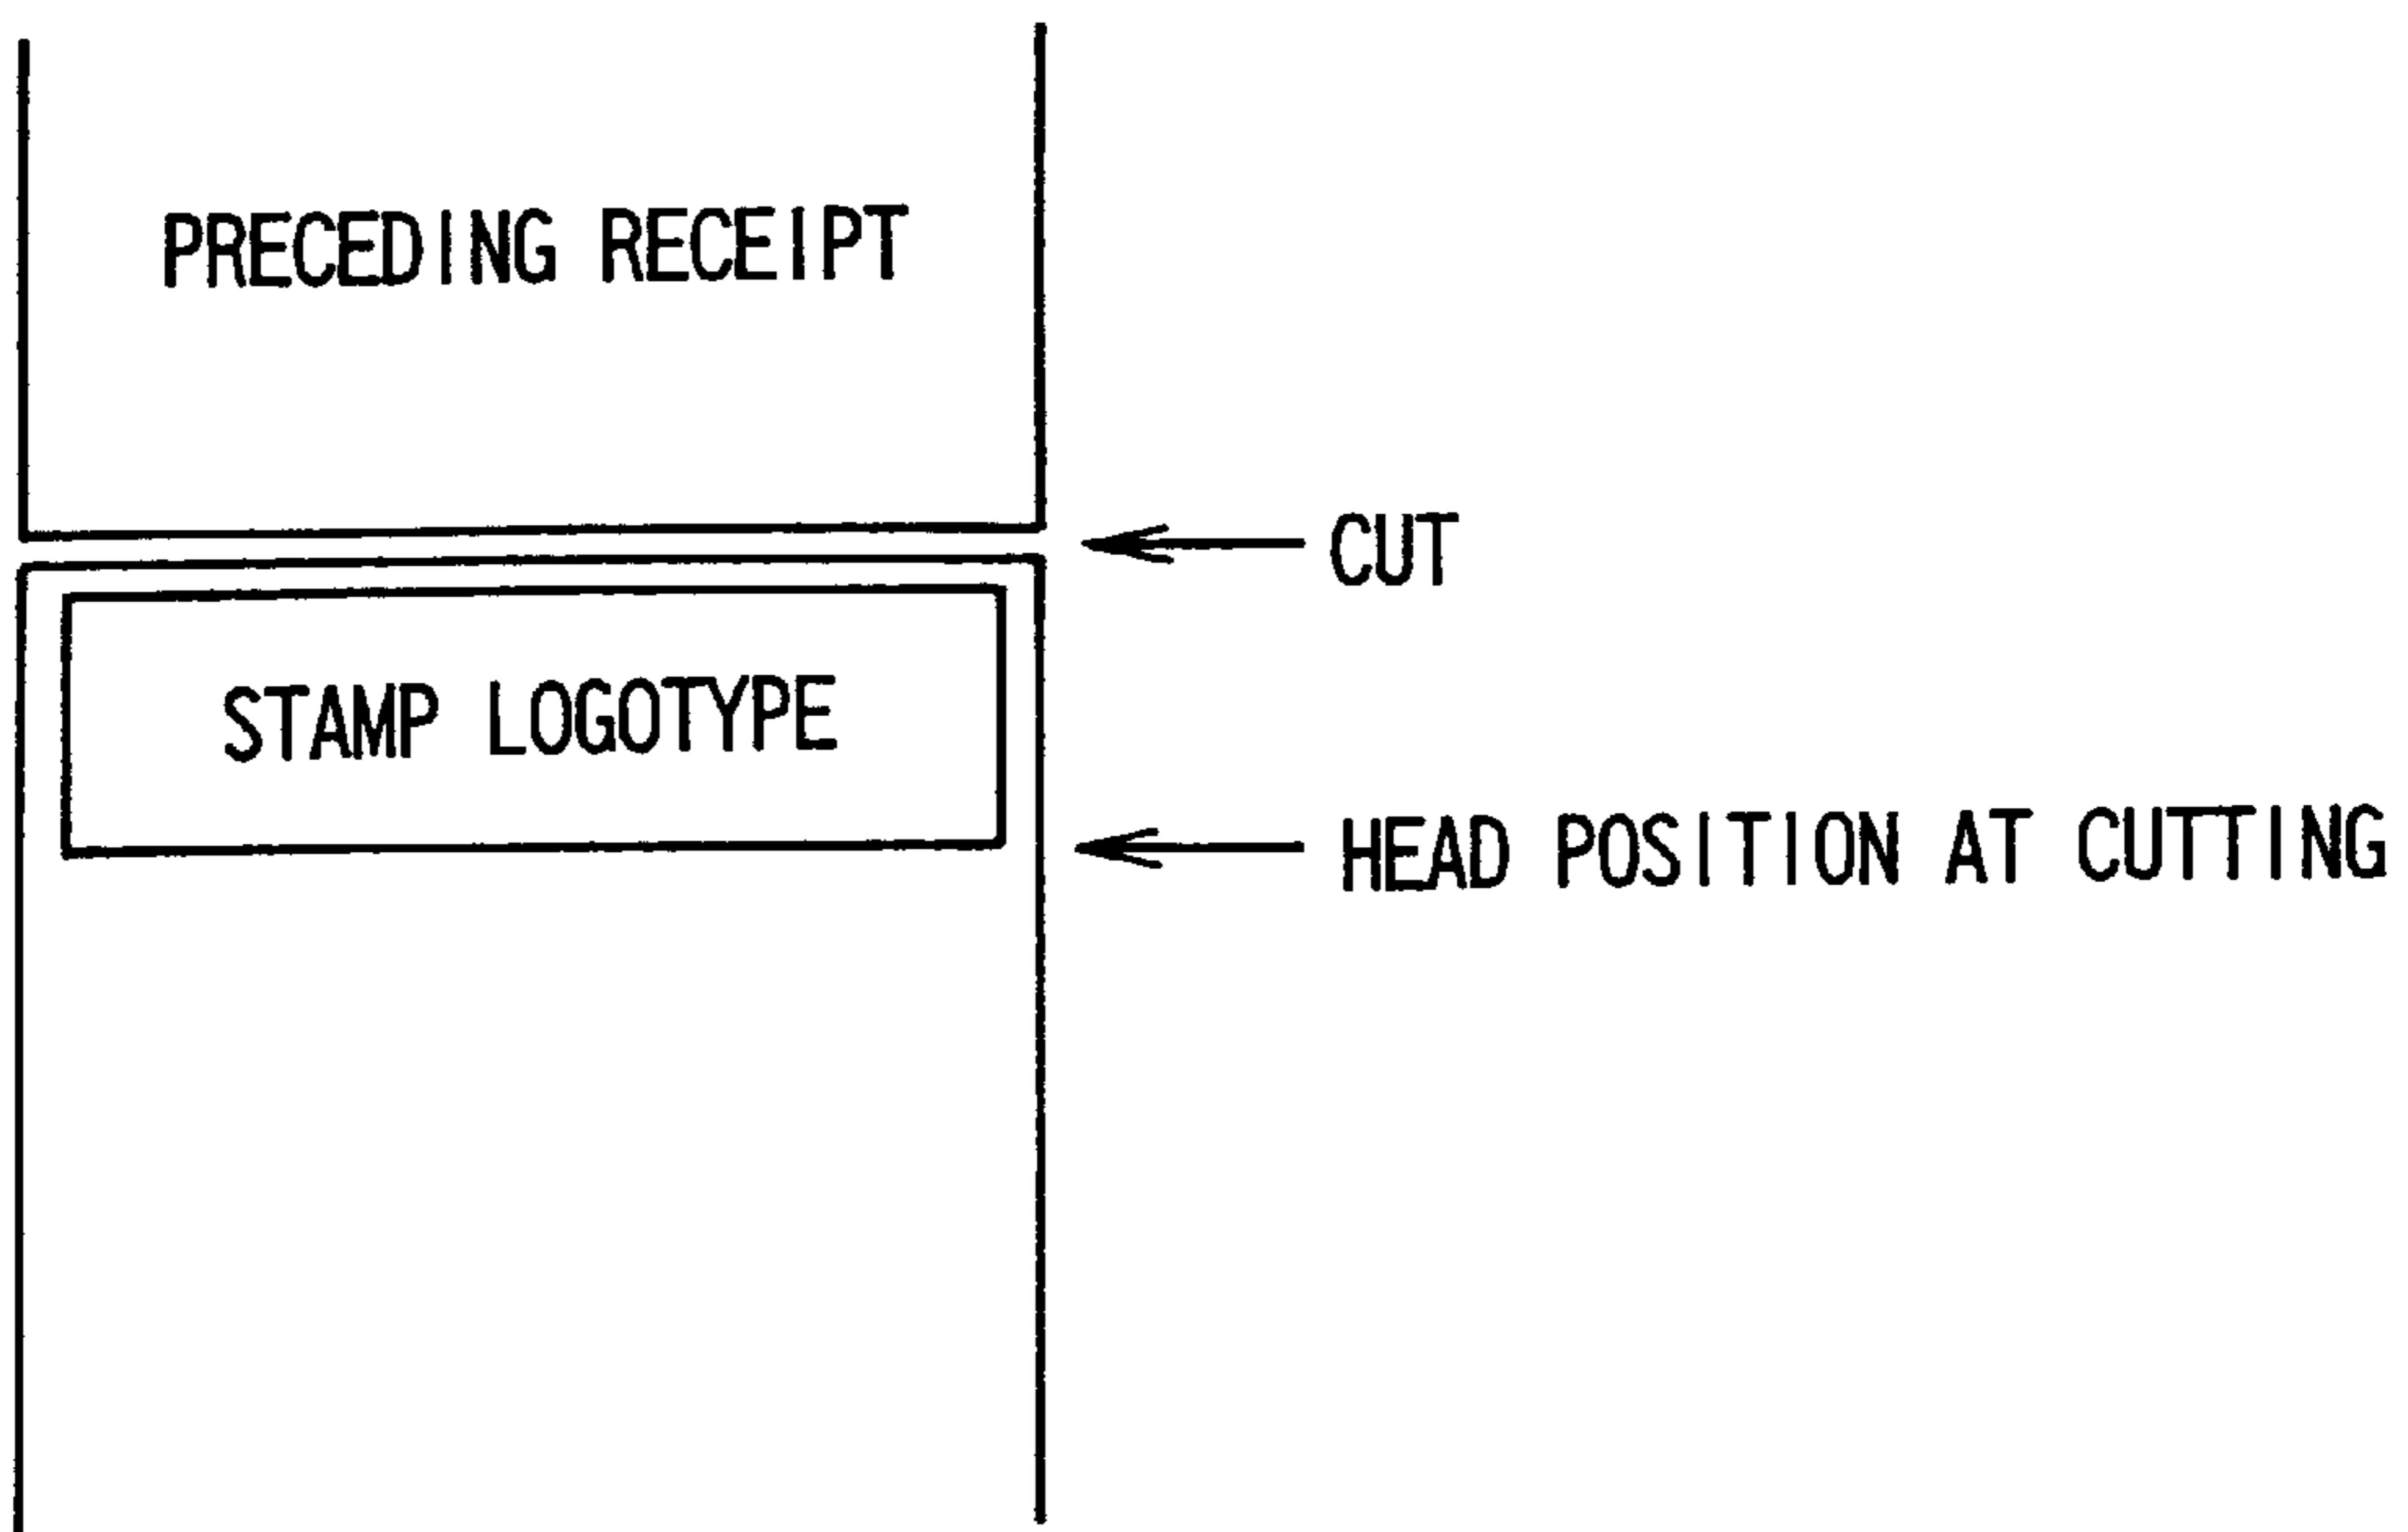 PRECEDING RECEIPT
CUT
STAMP LOGOTYPE
HEAD POSITION AT CUTTING